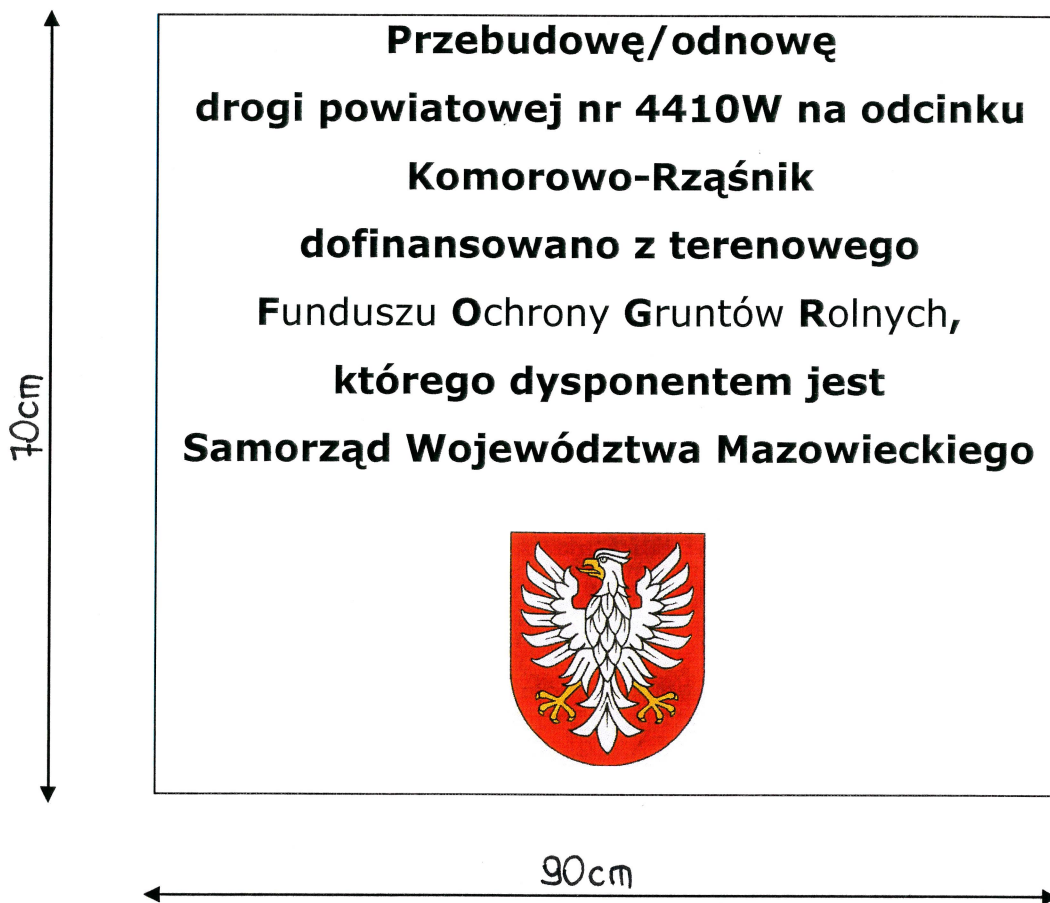 Przebudowę/odnowę
drogi powiatowej nr 4410W na odcinku
Komorowo-Rząśnik
dofinansowano z terenowego
Funduszu Ochrony Gruntów Rolnych,
którego dysponentem jest
Samorząd Województwa Mazowieckiego
70cm
90cm